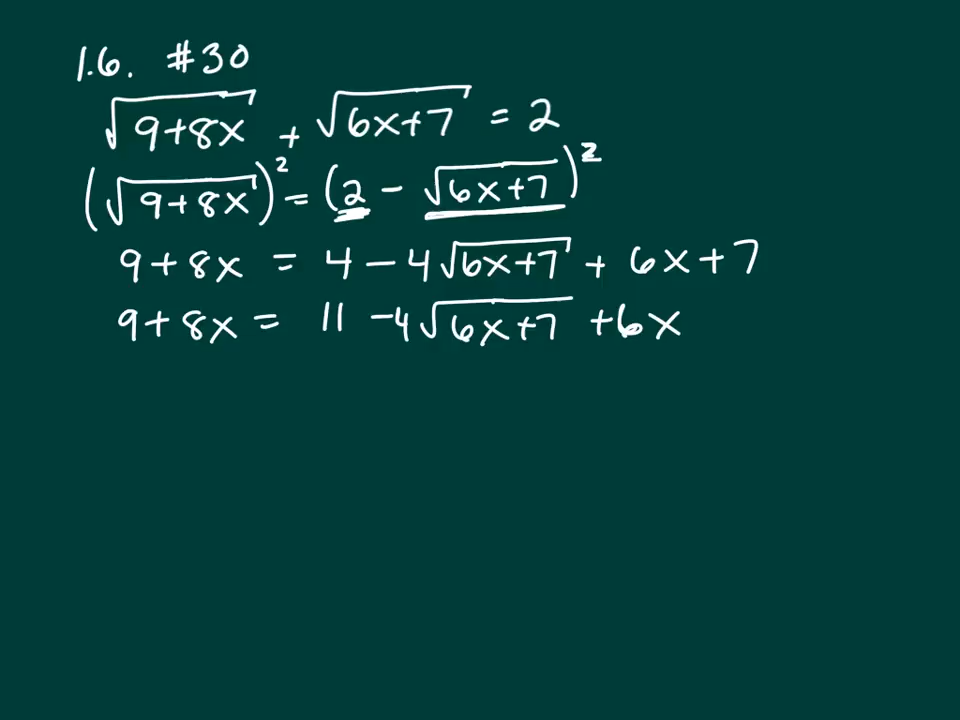 1.6. #30
√(9+8x) + √(6x+7) = 2
(√(9+8x))² = (2 - √(6x+7))²
9+8x = 4 - 4√(6x+7) + 6x+7
9+8x = 11 - 4√(6x+7) + 6x